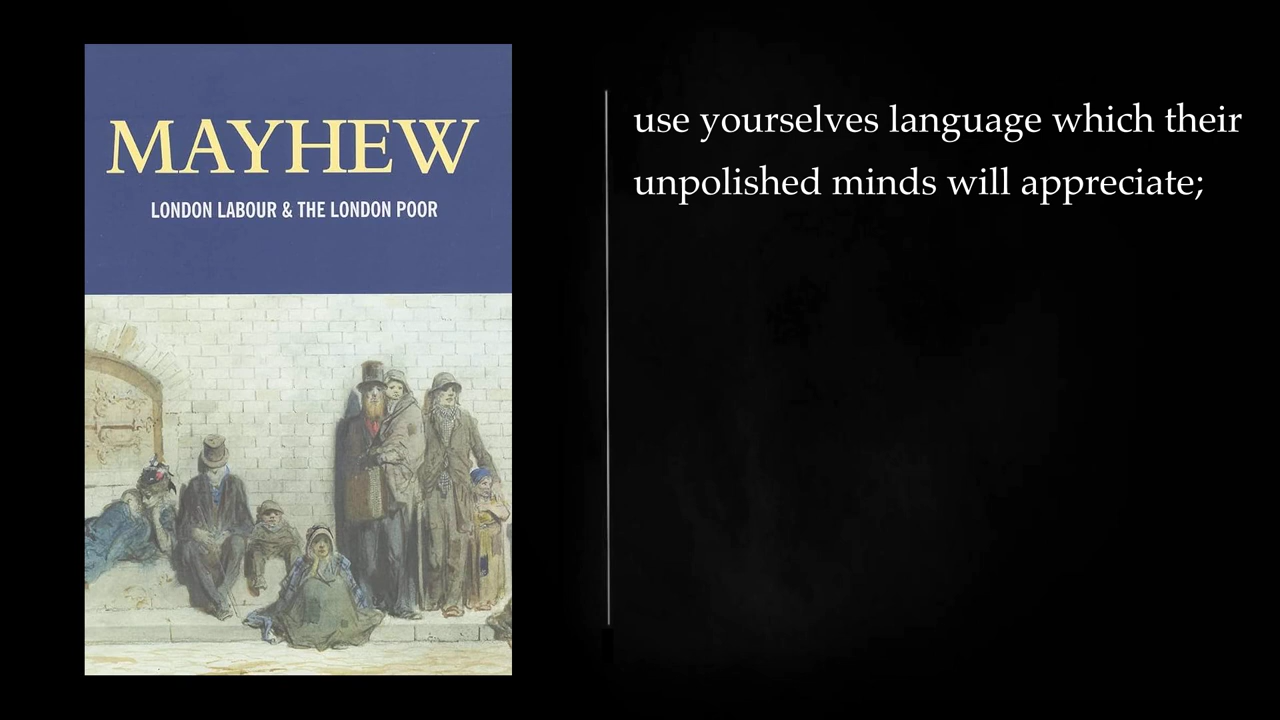 MAYHEW
LONDON LABOUR & THE LONDON POOR
use yourselves language which their
unpolished minds will appreciate;